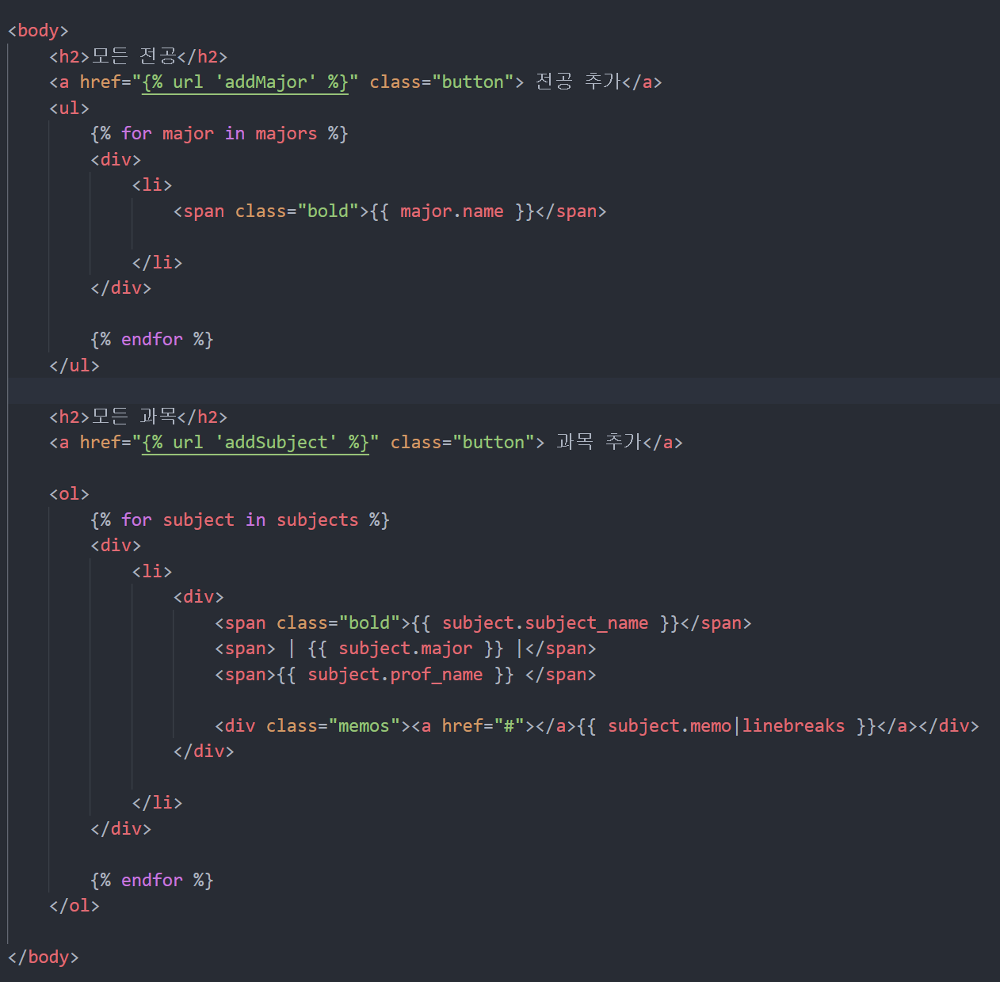 <body>
<h2>모든 전공</h2>
<a href="{% url 'addMajor' %}" class="button"> 전공 추가</a>
<ul>
{% for major in majors %}
<div>
<li>
<span class="bold">{{ major.name }}</span>
</li>
</div>
{% endfor %}
</ul>
<h2>모든 과목</h2>
<a href="{% url 'addSubject' %}" class="button"> 과목 추가</a>
<ol>
{% for subject in subjects %}
<div>
<li>
<div>
<span class="bold">{{ subject.subject_name }}</span>
<span> | {{ subject.major }} |</span>
<span>{{ subject.prof_name }} </span>
<div class="memos"><a href="#"></a>{{ subject.memo|linebreaks }}</a></div>
</div>
</li>
</div>
{% endfor %}
</ol>
</body>